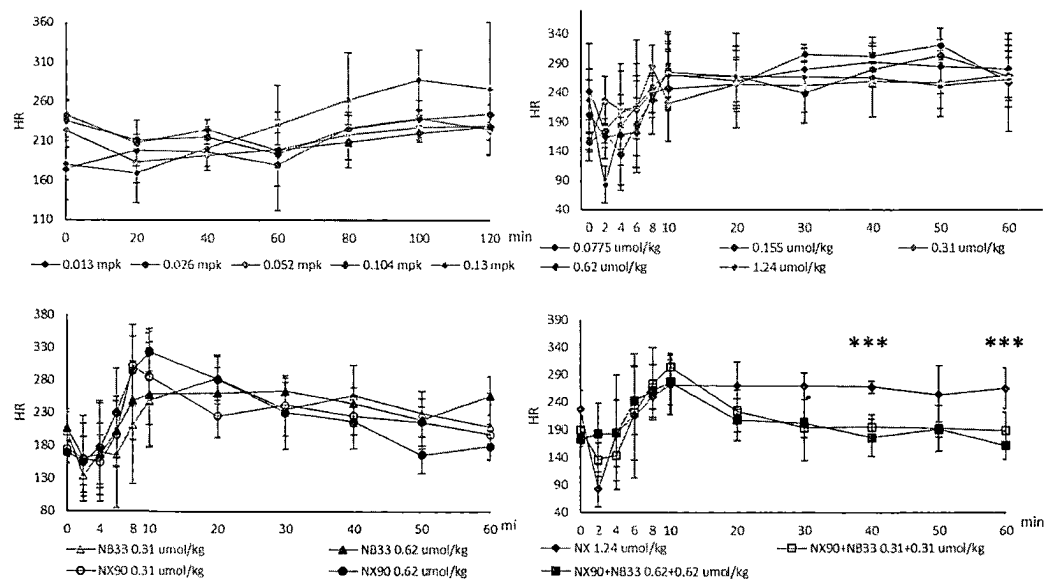 360
310
260
210
160
110
HR
0 20 40 60 80 100 120 min
0.013 mpk 0.026 mpk 0.052 mpk 0.104 mpk 0.13 mpk
340
290
240
190
140
90
40
HR
0 2 4 6 8 10 20 30 40 50 60
0.0775 umol/kg 0.155 umol/kg 0.31 umol/kg
0.62 umol/kg 1.24 umol/kg
380
330
280
230
180
130
80
HR
0 2 4 8 10 20 30 40 50 60 mi
NB33 0.31 umol/kg NB33 0.62 umol/kg
NX90 0.31 umol/kg NX90 0.62 umol/kg
390
340
290
240
190
140
90
40
HR
*** ***
0 2 4 6 8 10 20 30 40 50 60 min
NX 1.24 umol/kg NX90+NB33 0.31+0.31 umol/kg
NX90+NB33 0.62+0.62 umol/kg